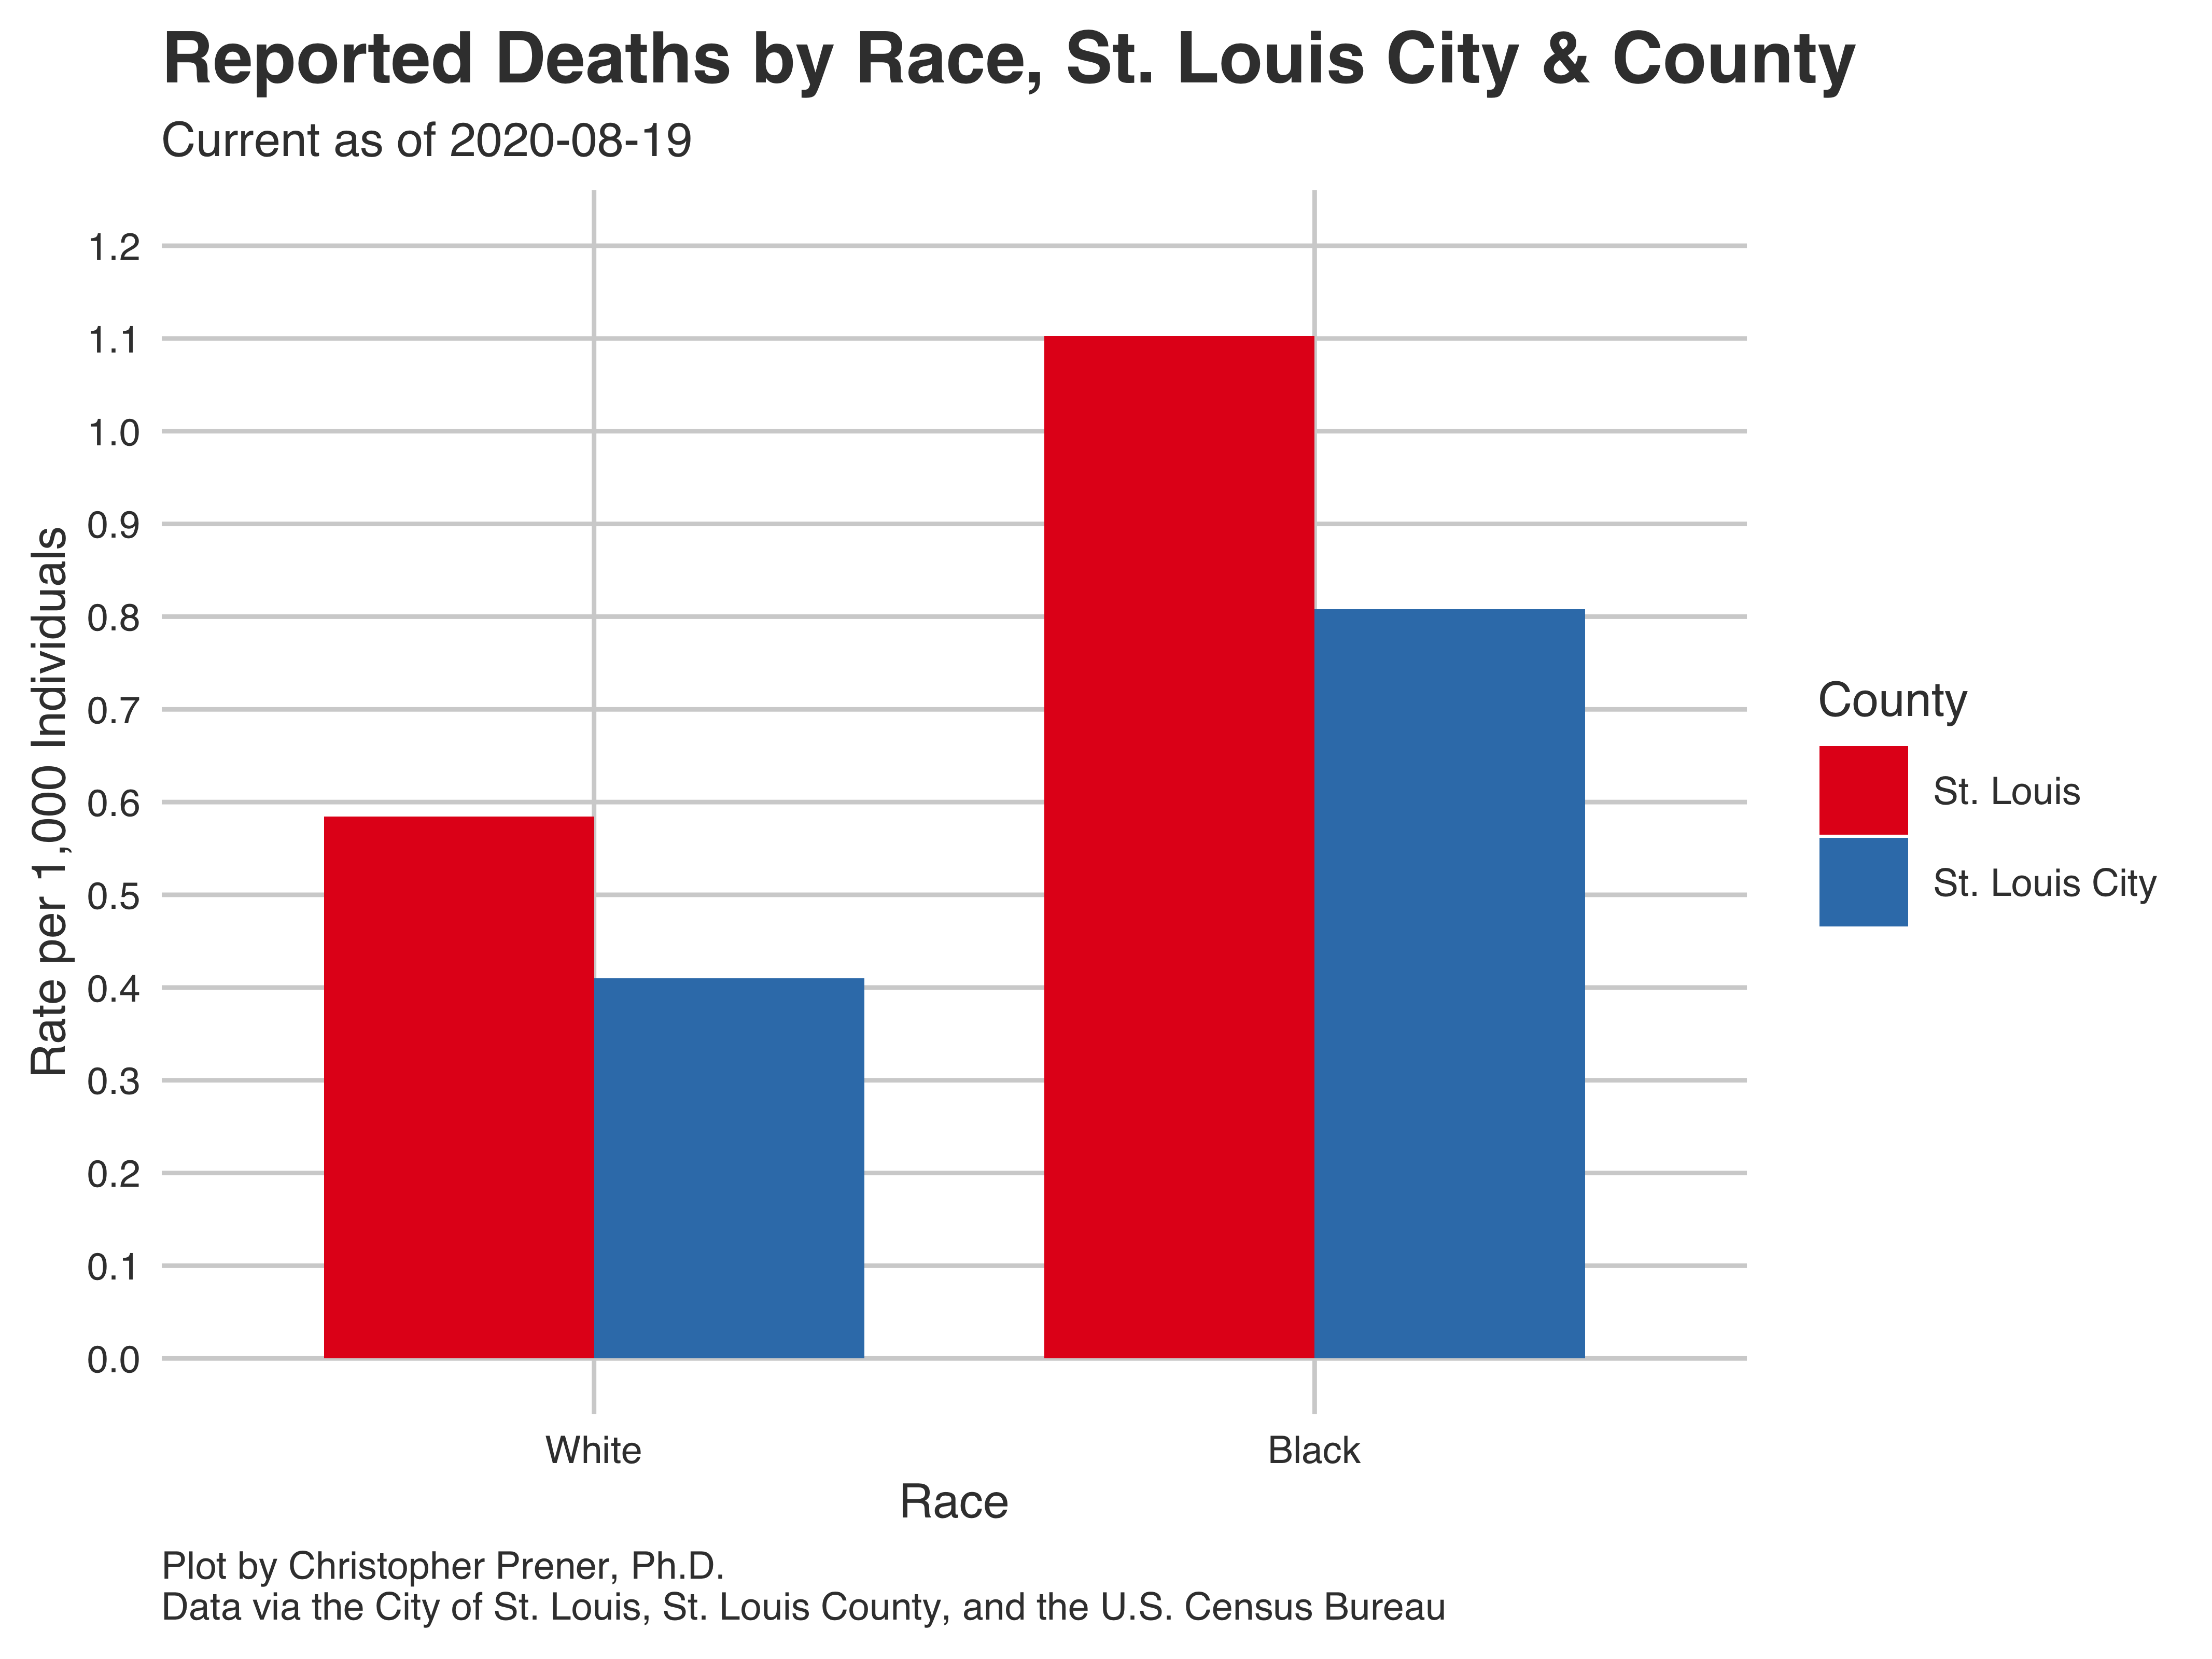 Reported Deaths by Race, St. Louis City & County
Current as of 2020-08-19
Rate per 1,000 Individuals
1.2
1.1
1.0
0.9
0.8
0.7
0.6
0.5
0.4
0.3
0.2
0.1
0.0
White
Black
Race
County
St. Louis
St. Louis City
Plot by Christopher Prener, Ph.D.
Data via the City of St. Louis, St. Louis County, and the U.S. Census Bureau